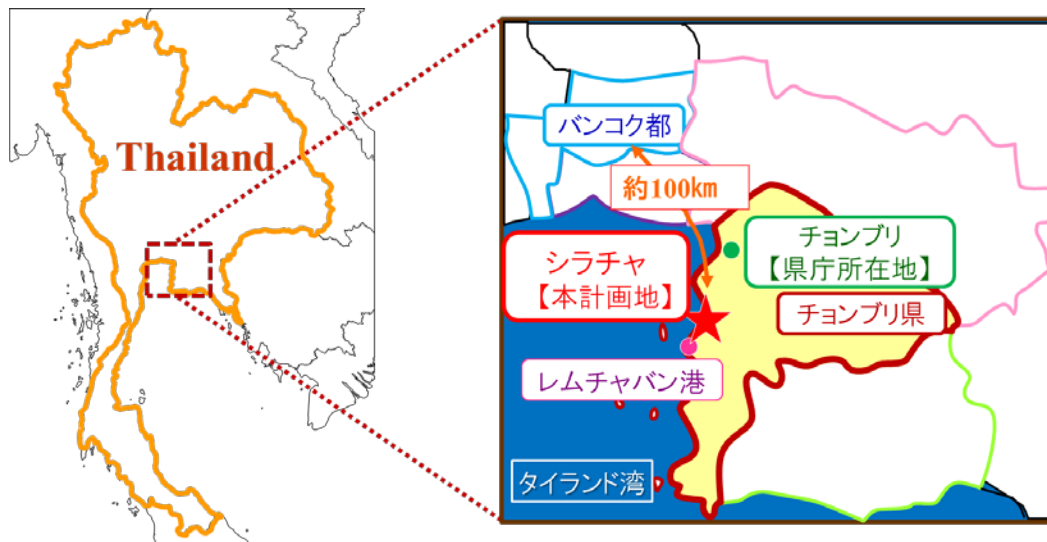 Thailand
バンコク都
約100km
シラチャ
【本計画地】
チョンブリ
【県庁所在地】
チョンブリ県
レムチャバン港
タイランド湾